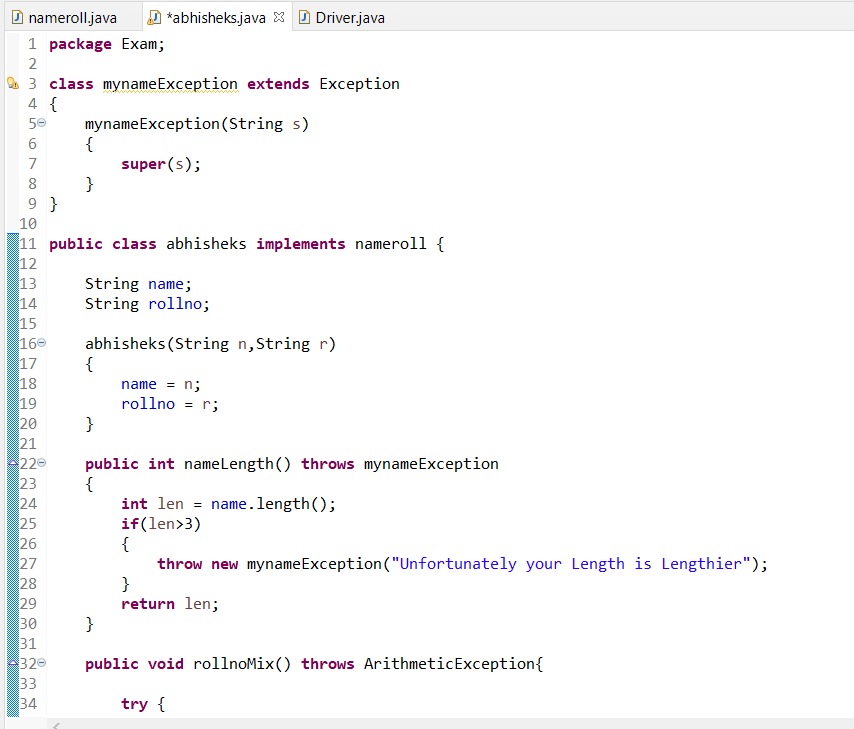 nameroll.java *abhisheks.java Driver.java
1 package Exam;
2
3 class mynameException extends Exception
4 {
5 mynameException(String s)
6 {
7 super(s);
8 }
9 }
10
11 public class abhisheks implements nameroll {
12
13 String name;
14 String rollno;
15
16 abhisheks(String n,String r)
17 {
18 name = n;
19 rollno = r;
20 }
21
22 public int nameLength() throws mynameException
23 {
24 int len = name.length();
25 if(len>3)
26 {
27 throw new mynameException("Unfortunately your Length is Lengthier");
28 }
29 return len;
30 }
31
32 public void rollnoMix() throws ArithmeticException{
33
34 try {